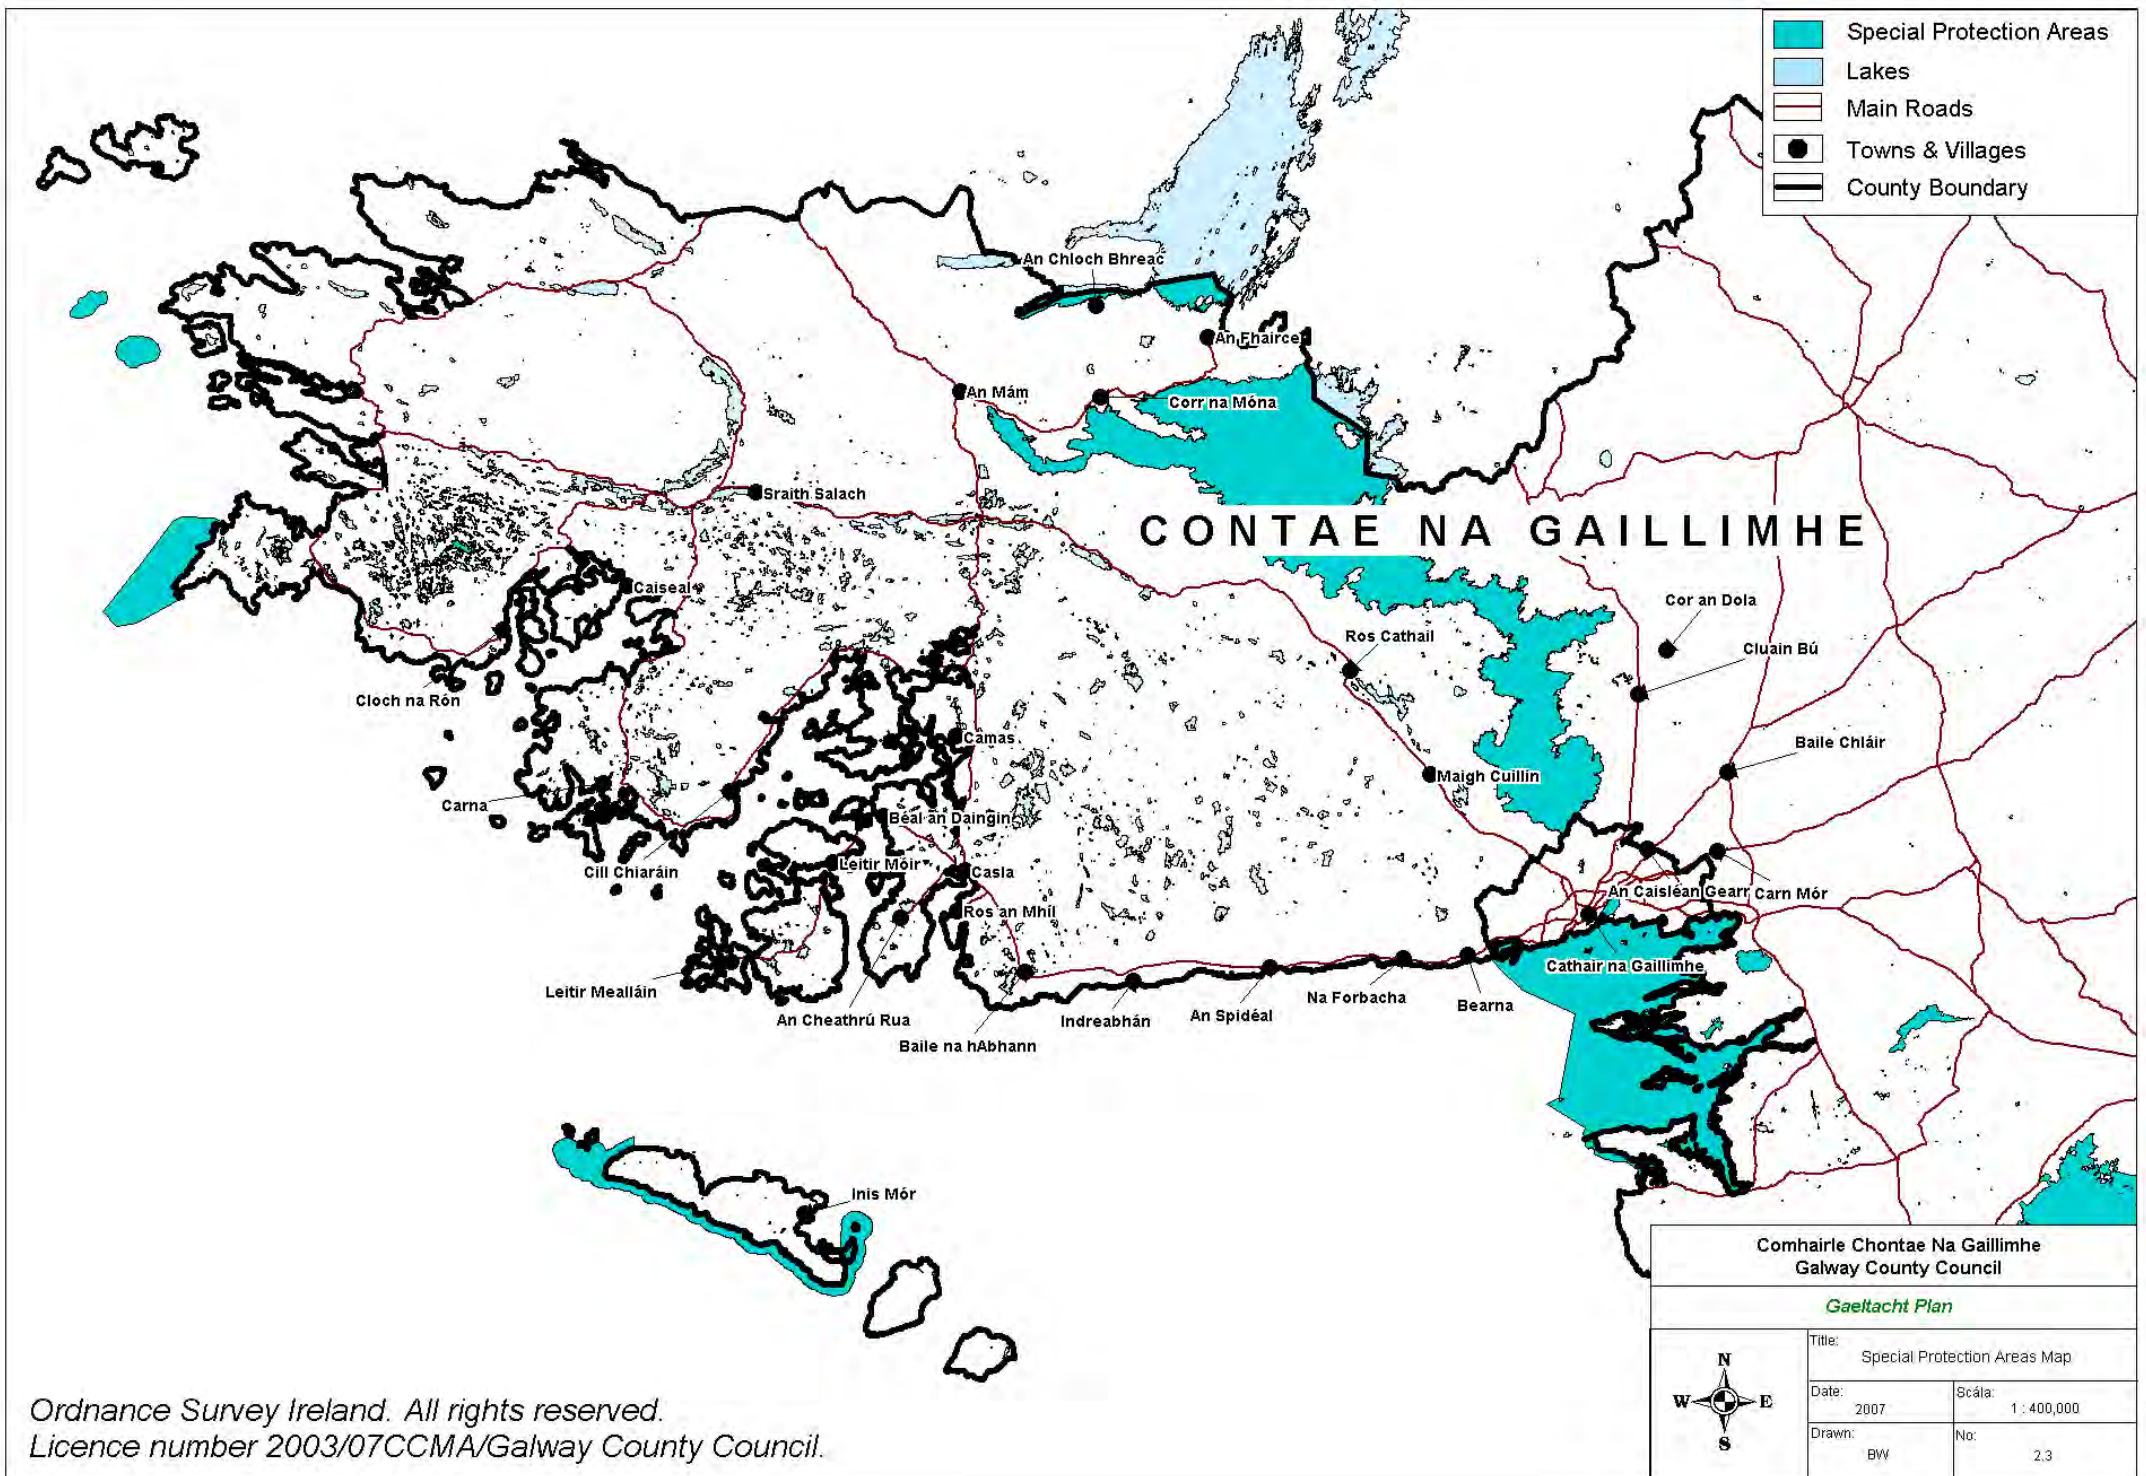 Special Protection Areas
Lakes
Main Roads
Towns & Villages
County Boundary
An Chloch Bhreac
An Fhairce
An Mám
Corr na Móna
Sraith Salach
CONTAE NA GAILLIMHE
Caiseal
Cor an Dola
Ros Cathail
Cluain Bú
Cloch na Rón
Camas
Baile Chláir
Maigh Cuillín
Carna
Béal an Daingin
Leitir Móir
Cill Chiaráin
Casla
An Caisleán Gearr
Carn Mór
Ros an Mhíl
Cathair na Gaillimhe
Leitir Mealláin
Na Forbacha
Bearna
An Spidéal
An Cheathrú Rua
Indreabhán
Baile na hAbhann
Inis Mór
Comhairle Chontae Na Gaillimhe
Galway County Council
Gaeltacht Plan
N
W E
S
Title:
Special Protection Areas Map
Date:
2007
Scála:
1 : 400,000
Drawn:
BW
No:
2.3
Ordnance Survey Ireland. All rights reserved.
Licence number 2003/07CCMA/Galway County Council.